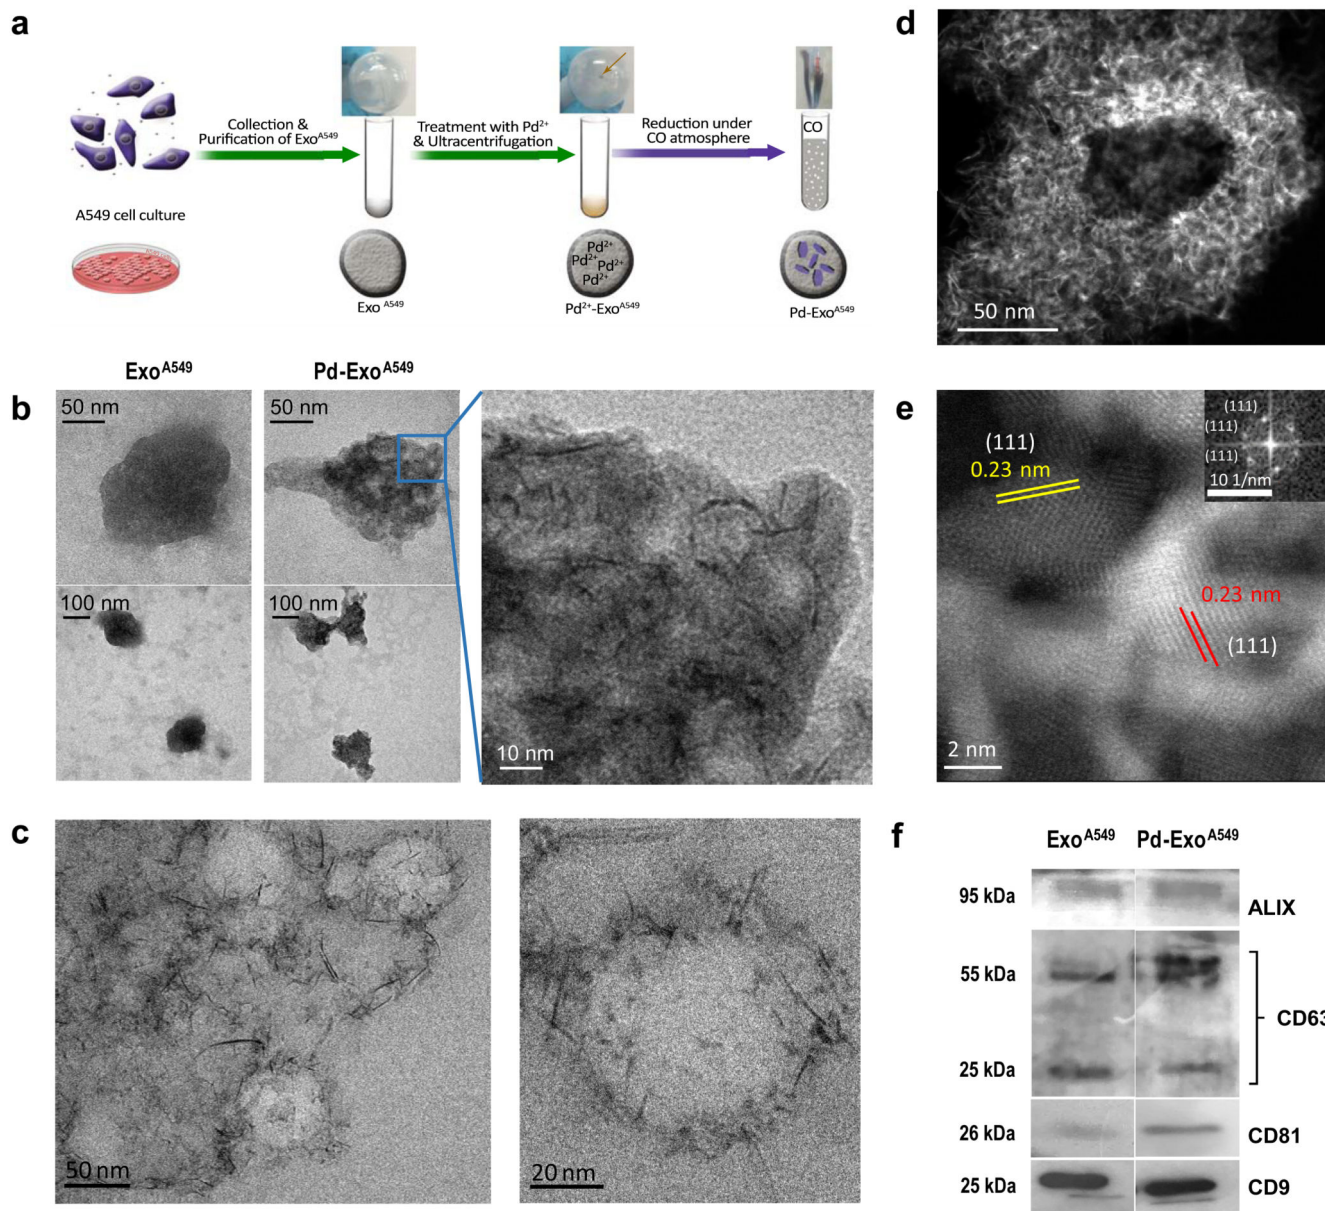 a
Collection &
Purification of Exo^A549
Treatment with Pd²⁺
& Ultracentrifugation
Reduction under
CO atmosphere
CO
A549 cell culture
Pd²⁺
Pd²⁺ Pd²⁺
Pd²⁺
Exo ^A549
Pd²⁺-Exo^A549
Pd-Exo^A549
d
50 nm
b
Exo^A549
Pd-Exo^A549
50 nm
50 nm
100 nm
100 nm
10 nm
e
(111)
0.23 nm
(111)
(111)
(111)
10 1/nm
0.23 nm
(111)
2 nm
c
50 nm
20 nm
f
Exo^A549
Pd-Exo^A549
95 kDa
ALIX
55 kDa
CD63
25 kDa
26 kDa
CD81
25 kDa
CD9